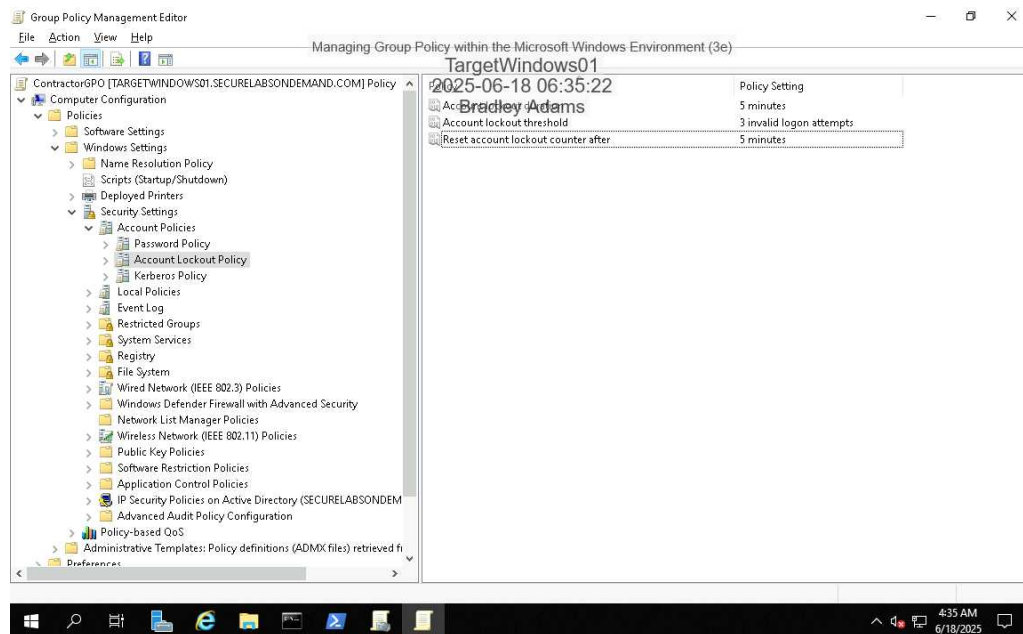 Group Policy Management Editor
File Action View Help
Managing Group Policy within the Microsoft Windows Environment (3e)
TargetWindows01
2025-06-18 06:35:22
Bradley Adams
ContractorGPO [TARGETWINDOWS01.SECURELABSONDEMAND.COM] Policy
Computer Configuration
Policies
Software Settings
Windows Settings
Name Resolution Policy
Scripts (Startup/Shutdown)
Deployed Printers
Security Settings
Account Policies
Password Policy
Account Lockout Policy
Kerberos Policy
Local Policies
Event Log
Restricted Groups
System Services
Registry
File System
Wired Network (IEEE 802.3) Policies
Windows Defender Firewall with Advanced Security
Network List Manager Policies
Wireless Network (IEEE 802.11) Policies
Public Key Policies
Software Restriction Policies
Application Control Policies
IP Security Policies on Active Directory (SECURELABSONDEM
Advanced Audit Policy Configuration
Policy-based QoS
Administrative Templates: Policy definitions (ADMX files) retrieved f
Preferences
Policy Setting
5 minutes
Account lockout threshold 3 invalid logon attempts
Reset account lockout counter after 5 minutes
4:35 AM
6/18/2025